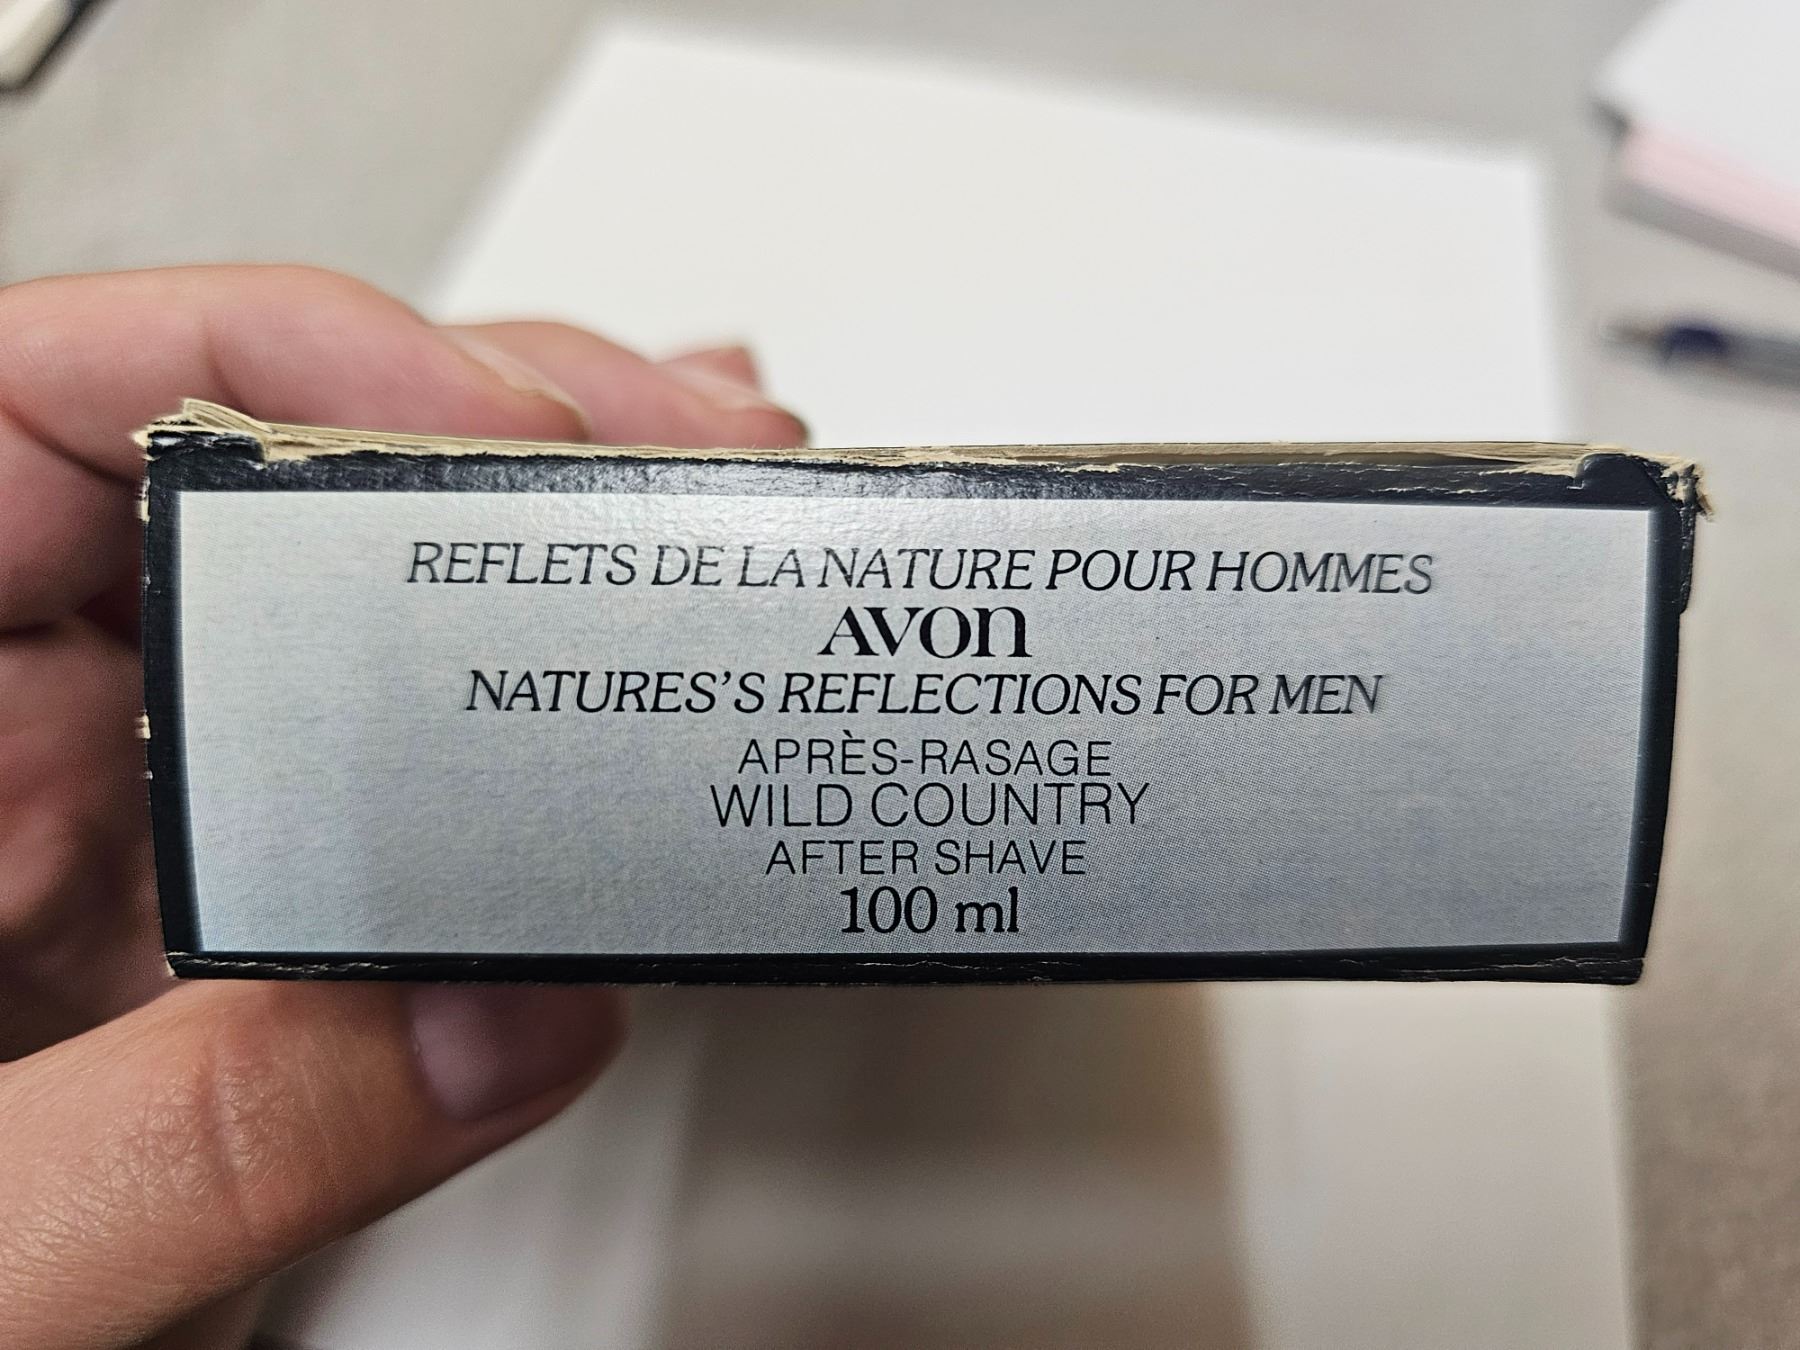 REFLETS DE LA NATURE POUR HOMMES
AVON
NATURES'S REFLECTIONS FOR MEN
APRÈS-RASAGE
WILD COUNTRY
AFTER SHAVE
100 ml